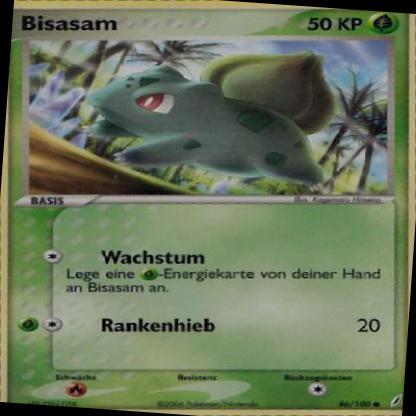 Bisasam 50 KP
BASIS Illus. Kagemaru Himeno
Wachstum
Lege eine -Energiekarte von deiner Hand
an Bisasam an.
Rankenhieb 20
Schwäche Resistenz Rückzugskosten
©2006 Pokémon/Nintendo 46/100